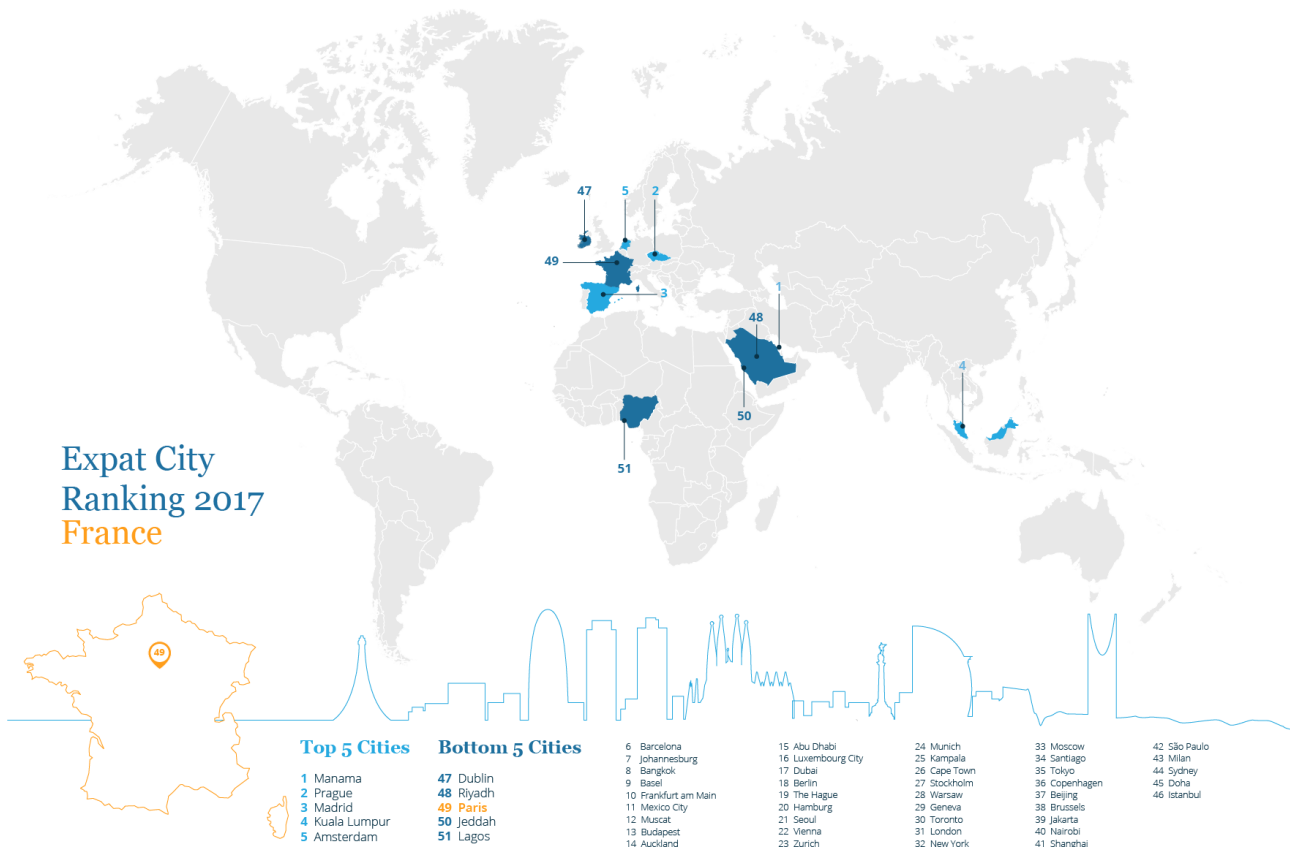 47
5
2
49
3
1
48
4
50
51
Expat City
Ranking 2017
France
49
Top 5 Cities
1 Manama
2 Prague
3 Madrid
4 Kuala Lumpur
5 Amsterdam
Bottom 5 Cities
47 Dublin
48 Riyadh
49 Paris
50 Jeddah
51 Lagos
6 Barcelona
7 Johannesburg
8 Bangkok
9 Basel
10 Frankfurt am Main
11 Mexico City
12 Muscat
13 Budapest
14 Auckland
15 Abu Dhabi
16 Luxembourg City
17 Dubai
18 Berlin
19 The Hague
20 Hamburg
21 Seoul
22 Vienna
23 Zurich
24 Munich
25 Kampala
26 Cape Town
27 Stockholm
28 Warsaw
29 Geneva
30 Toronto
31 London
32 New York
33 Moscow
34 Santiago
35 Tokyo
36 Copenhagen
37 Beijing
38 Brussels
39 Jakarta
40 Nairobi
41 Shanghai
42 São Paulo
43 Milan
44 Sydney
45 Doha
46 Istanbul